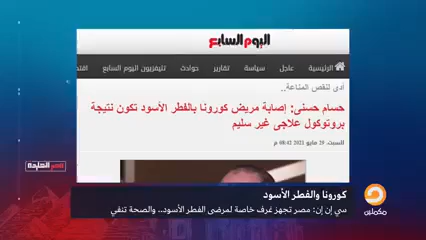 اليوم السابع
الرئيسية عاجل سياسة تقارير حوادث تليفزيون اليوم السابع اقتصا
أدى لنقص المناعة..
حسام حسنى: إصابة مريض كورونا بالفطر الأسود تكون نتيجة
بروتوكول علاجى غير سليم
السبت، 29 مايو 2021 08:42 م
كورونا والفطر الأسود
سي إن إن: مصر تجهز غرف خاصة لمرضى الفطر الأسود.. والصحة تنفي
مكملين